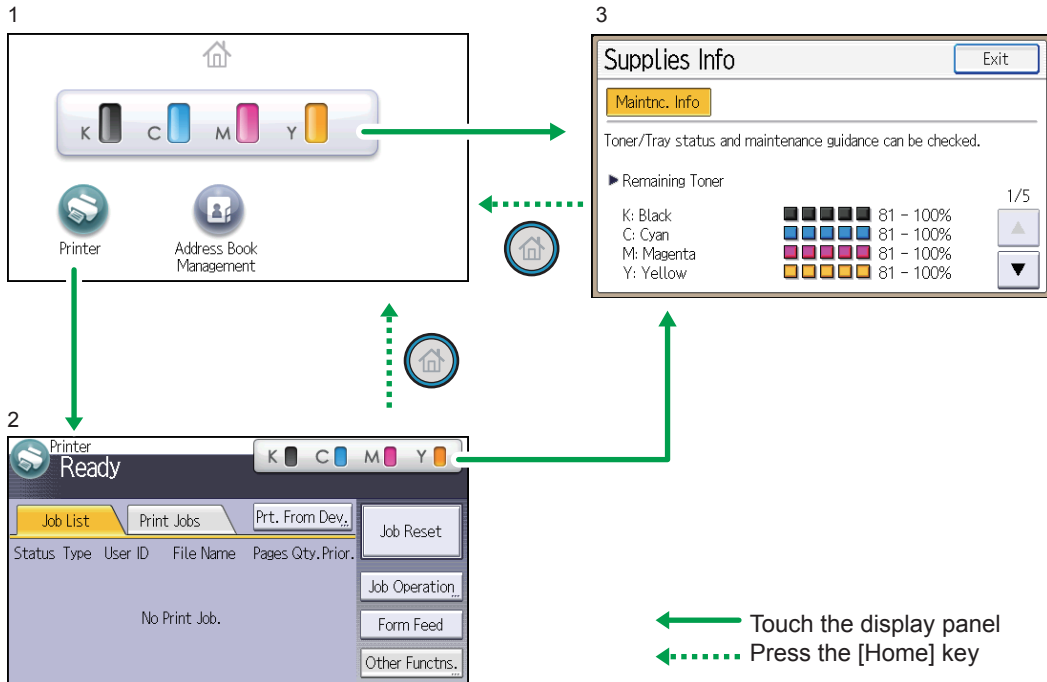 1
K C M Y
Printer
Address Book
Management
3
Supplies Info
Exit
Maintnc. Info
Toner/Tray status and maintenance guidance can be checked.
▶ Remaining Toner
1/5
K: Black 81 - 100%
C: Cyan 81 - 100%
M: Magenta 81 - 100%
Y: Yellow 81 - 100%
▲
▼
2
Printer
Ready
K C M Y
Job List
Print Jobs
Prt. From Dev.
Job Reset
Status Type User ID File Name Pages Qty. Prior.
Job Operation
No Print Job.
Form Feed
Other Functns.
Touch the display panel
Press the [Home] key